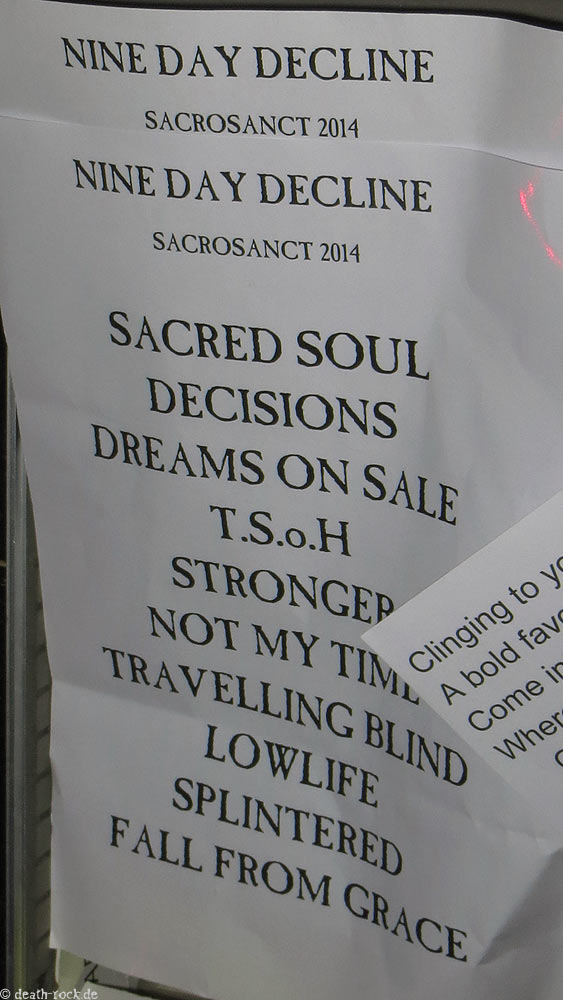 NINE DAY DECLINE
SACROSANCT 2014
NINE DAY DECLINE
SACROSANCT 2014
SACRED SOUL
DECISIONS
DREAMS ON SALE
T.S.o.H
STRONGER
NOT MY TIME
TRAVELLING BLIND
LOWLIFE
SPLINTERED
FALL FROM GRACE
Clinging to
A bold
Come
© death-rock.de